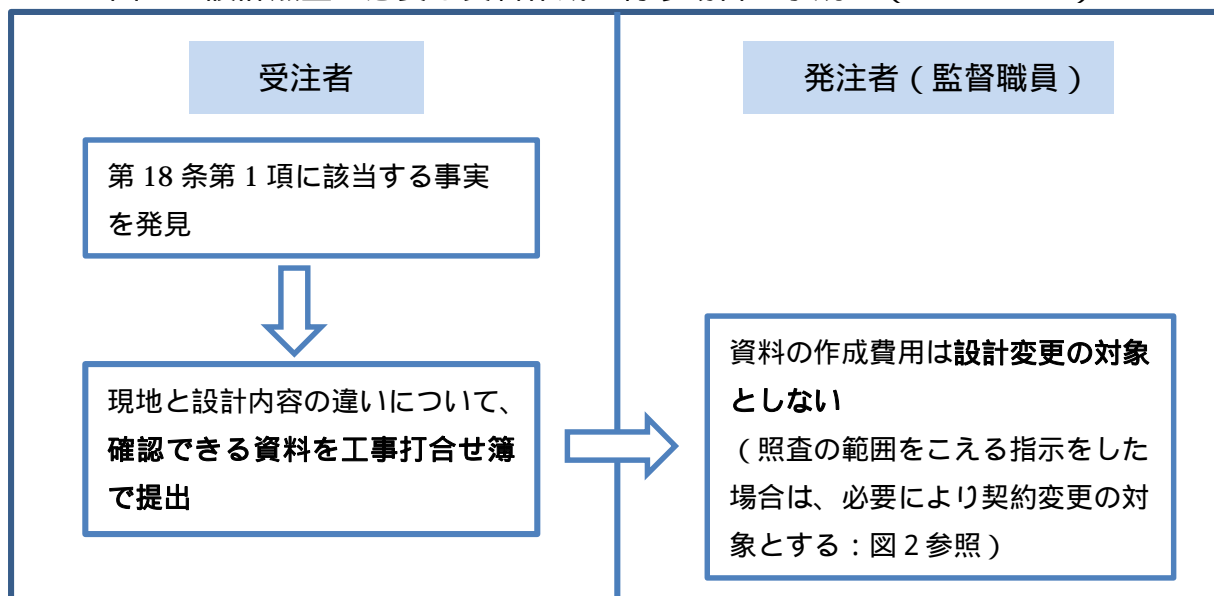 受注者
発注者（監督職員）
第 18 条第 1 項に該当する事実
を発見
現地と設計内容の違いについて、
確認できる資料を工事打合せ簿
で提出
資料の作成費用は設計変更の対象
としない
（照査の範囲をこえる指示をした
場合は、必要により契約変更の対
象とする：図２参照）